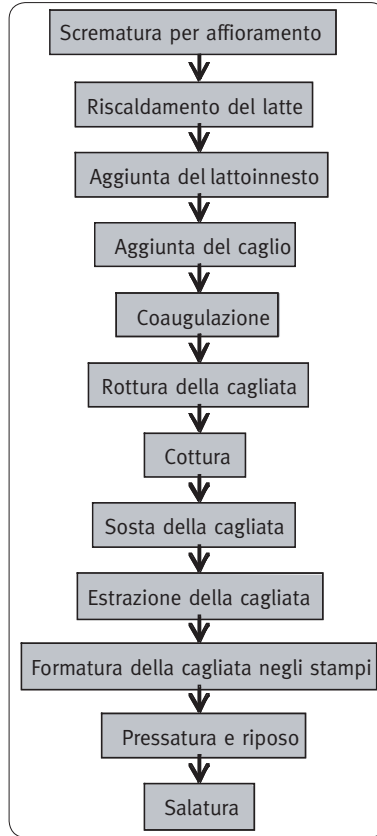 Scrematura per affioramento
Riscaldamento del latte
Aggiunta del lattoinnesto
Aggiunta del caglio
Coaugulazione
Rottura della cagliata
Cottura
Sosta della cagliata
Estrazione della cagliata
Formatura della cagliata negli stampi
Pressatura e riposo
Salatura